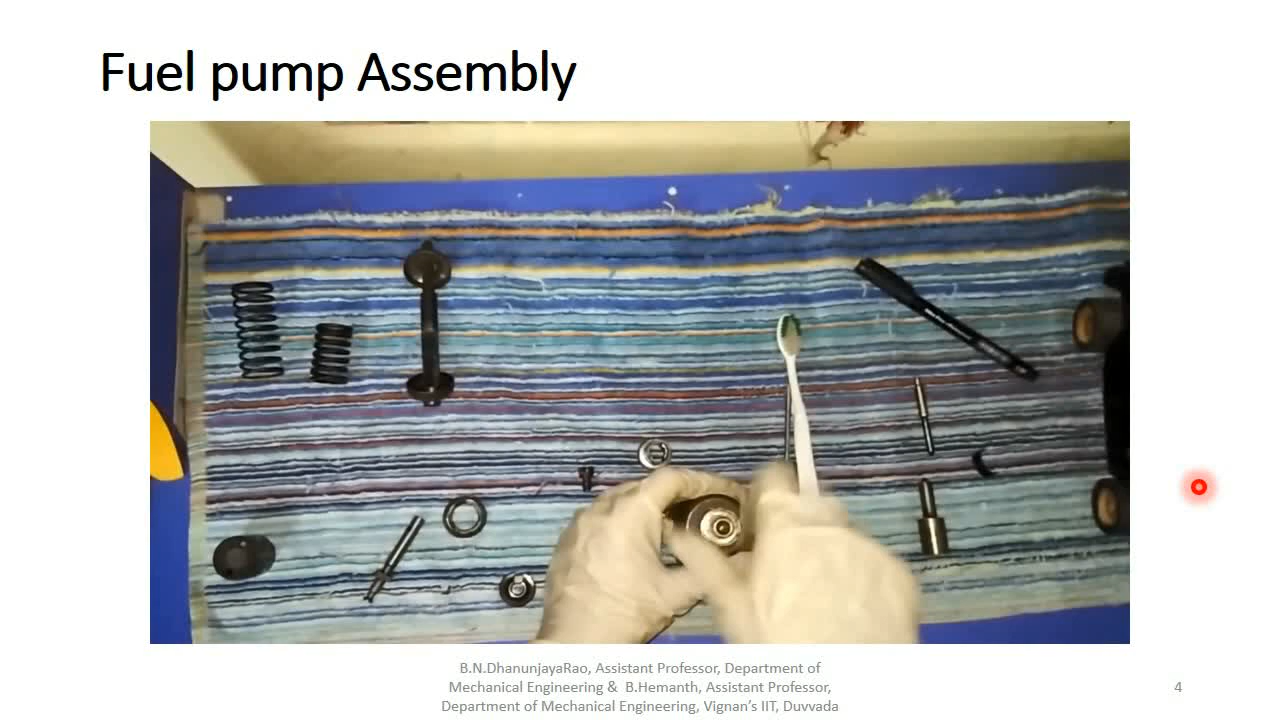 Fuel pump Assembly
B.N.DhanunjayaRao, Assistant Professor, Department of
Mechanical Engineering & B.Hemanth, Assistant Professor,
Department of Mechanical Engineering, Vignan’s IIT, Duvvada
4